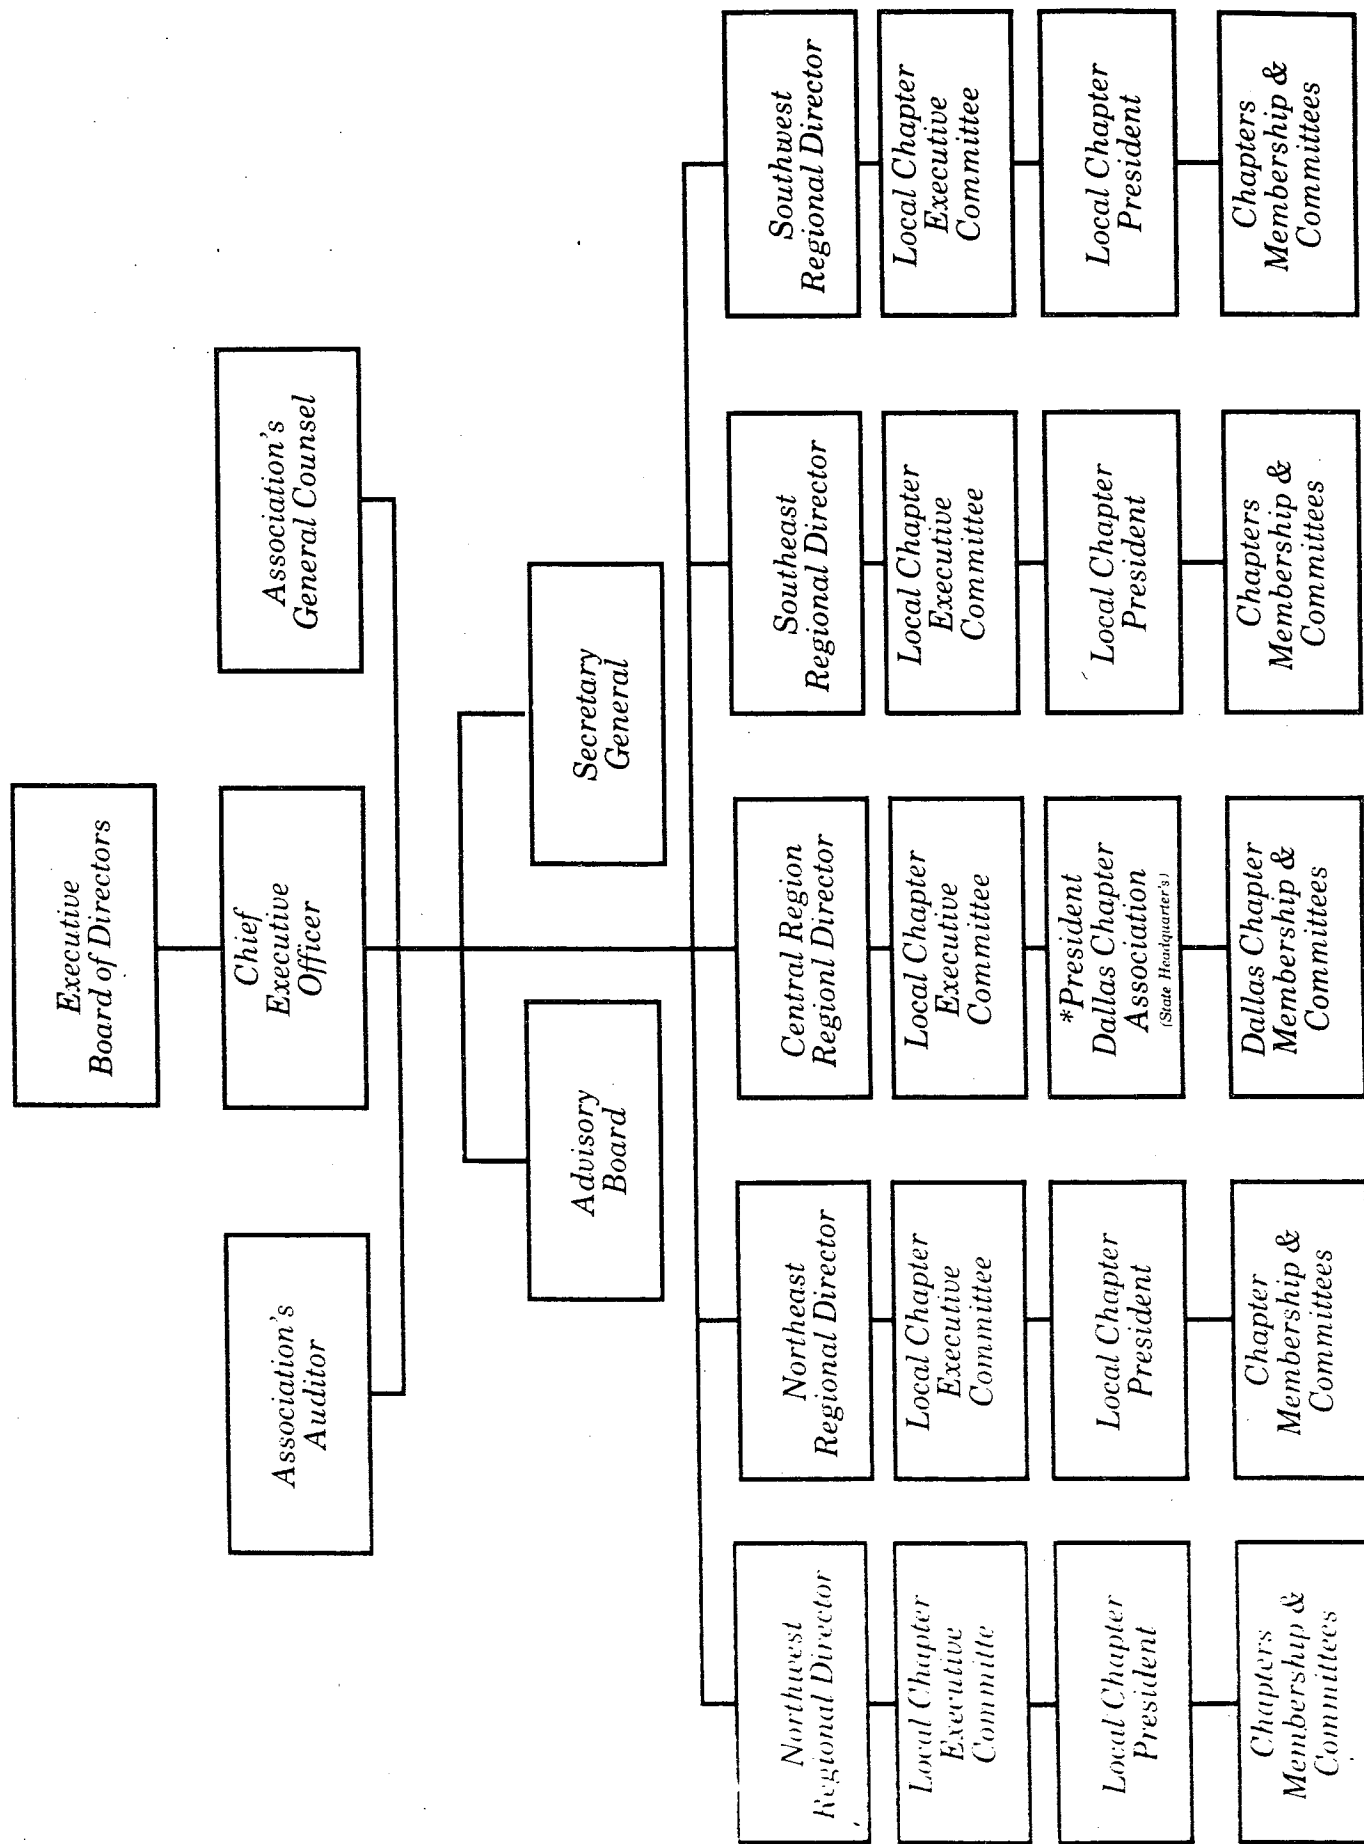 Executive
Board of Directors
Association's
Auditor
Chief
Executive
Officer
Association's
General Counsel
Advisory
Board
Secretary
General
Northwest
Regional Director
Northeast
Regional Director
Central Region
Regionl Director
Southeast
Regional Director
Southwest
Regional Director
Local Chapter
Executive
Committe
Local Chapter
Executive
Committee
Local Chapter
Executive
Committee
Local Chapter
Executive
Committee
Local Chapter
Executive
Committee
Local Chapter
President
Local Chapter
President
*President
Dallas Chapter
Association
(State Headquarter's)
Local Chapter
President
Local Chapter
President
Chapters
Membership &
Committees
Chapter
Membership &
Committees
Dallas Chapter
Membership &
Committees
Chapters
Membership &
Committees
Chapters
Membership &
Committees